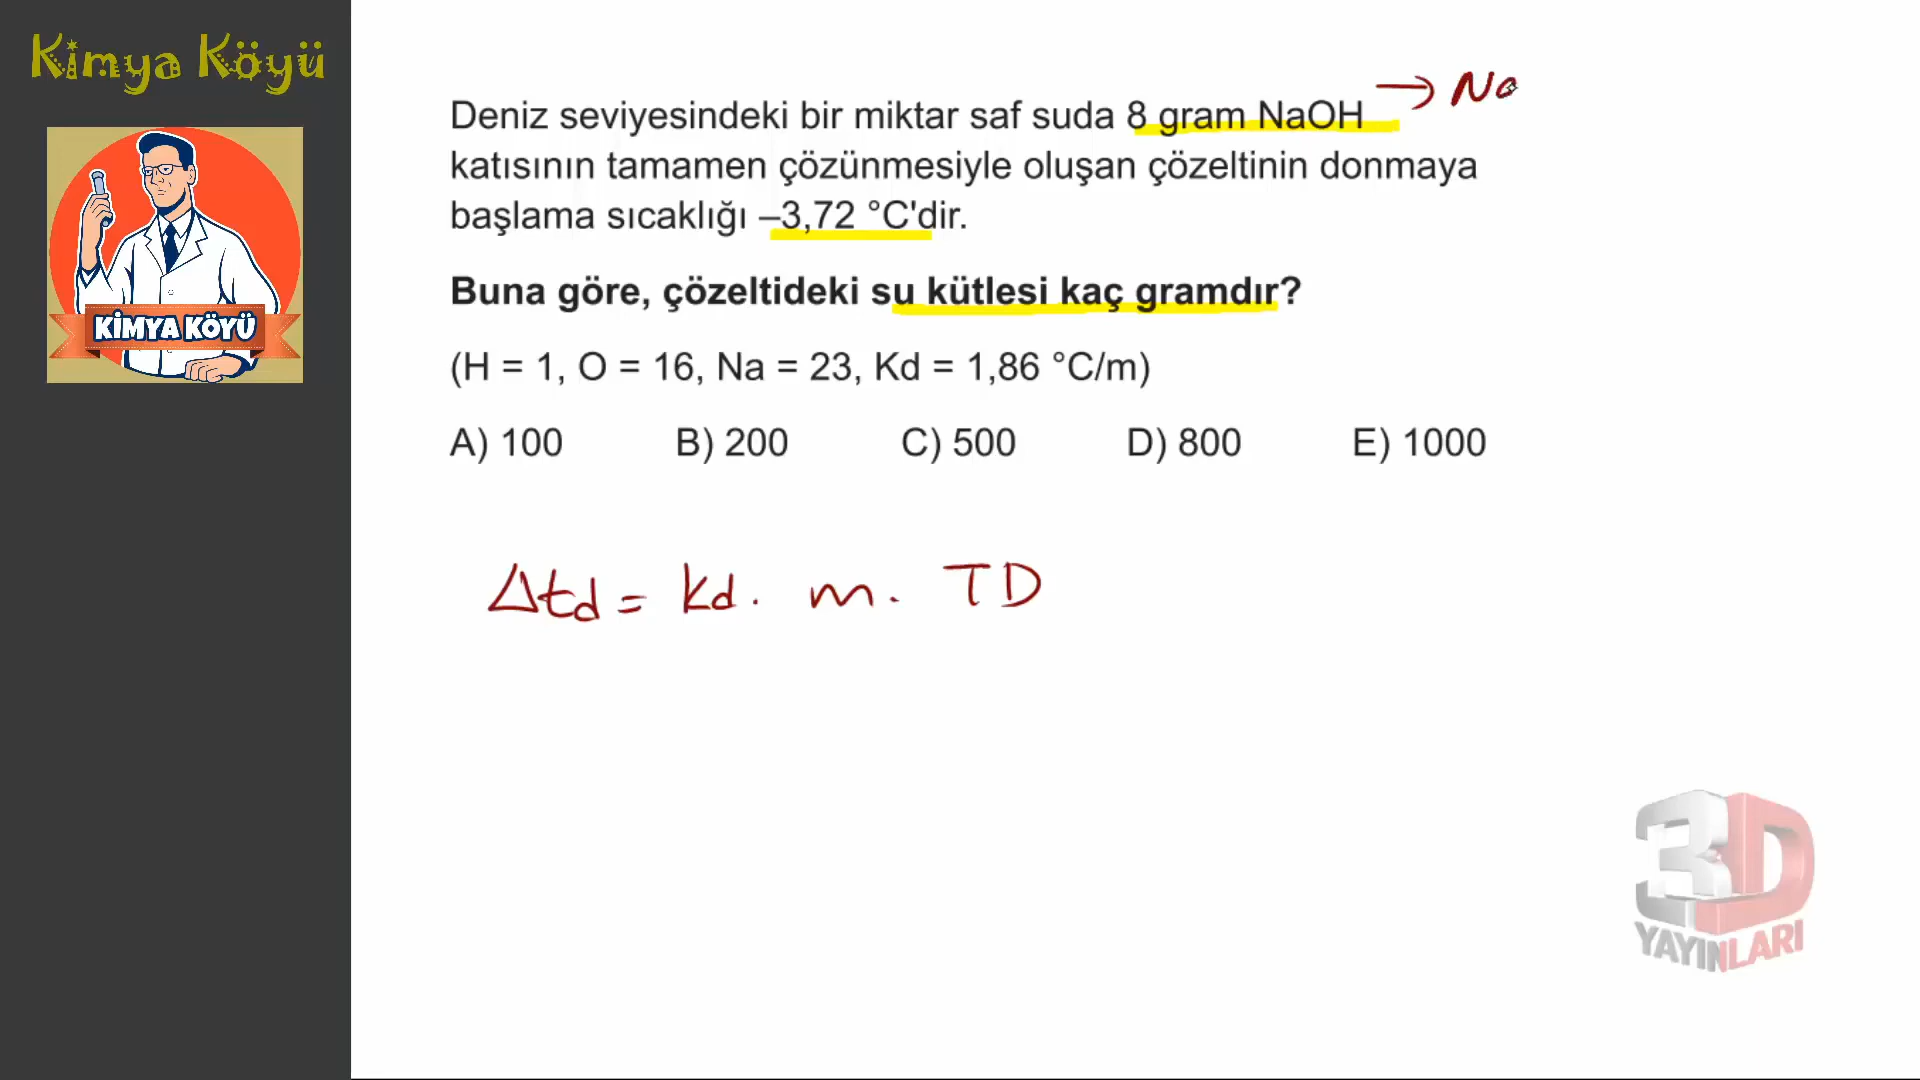 Kimya Köyü
KİMYA KÖYÜ
Deniz seviyesindeki bir miktar saf suda 8 gram NaOH → Na
katısının tamamen çözünmesiyle oluşan çözeltinin donmaya
başlama sıcaklığı –3,72 °C'dir.
Buna göre, çözeltideki su kütlesi kaç gramdır?
(H = 1, O = 16, Na = 23, Kd = 1,86 °C/m)
A) 100 B) 200 C) 500 D) 800 E) 1000
Δtd = kd . m . TD
3D
YAYINLARI